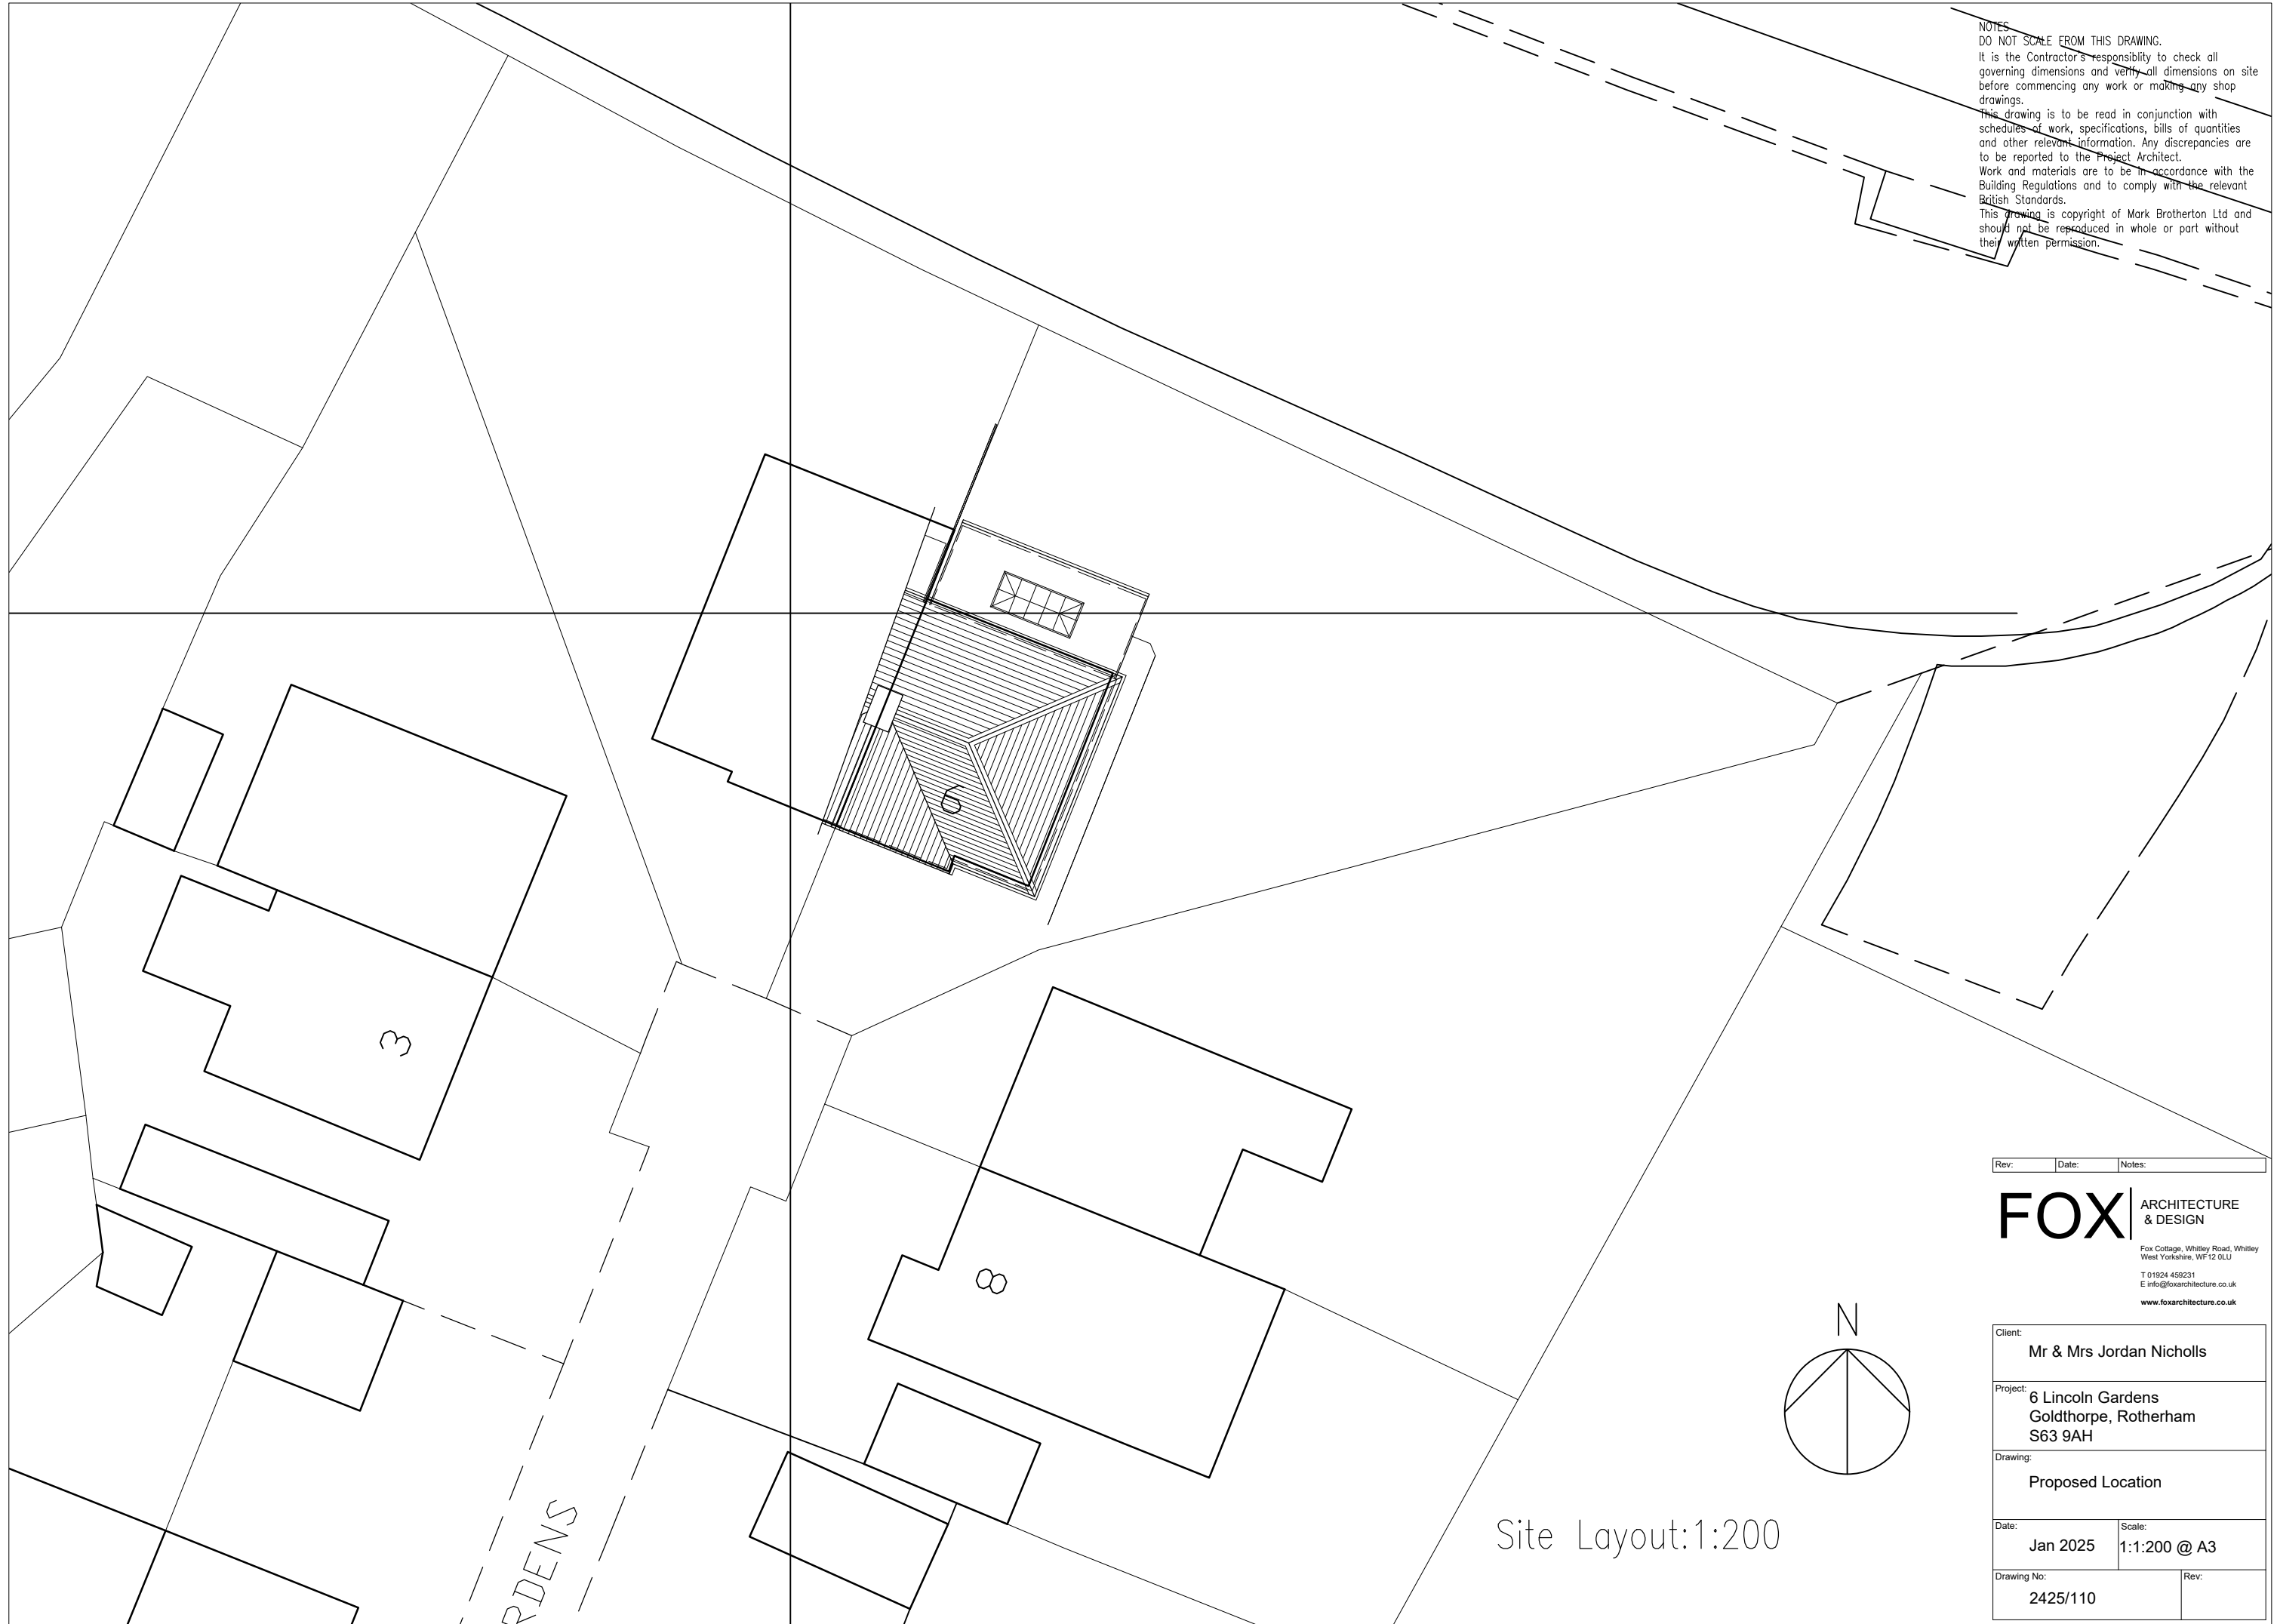 NOTES
DO NOT SCALE FROM THIS DRAWING.
It is the Contractor's responsiblity to check all
governing dimensions and verify all dimensions on site
before commencing any work or making any shop
drawings.
This drawing is to be read in conjunction with
schedules of work, specifications, bills of quantities
and other relevant information. Any discrepancies are
to be reported to the Project Architect.
Work and materials are to be in accordance with the
Building Regulations and to comply with the relevant
British Standards.
This drawing is copyright of Mark Brotherton Ltd and
should not be reproduced in whole or part without
their written permission.
6
3
8
RDENS
N
Site Layout:1:200
Rev: Date: Notes:
FOX
ARCHITECTURE
& DESIGN
Fox Cottage, Whitley Road, Whitley
West Yorkshire, WF12 0LU
T 01924 459231
E info@foxarchitecture.co.uk
www.foxarchitecture.co.uk
Client:
Mr & Mrs Jordan Nicholls
Project:
6 Lincoln Gardens
Goldthorpe, Rotherham
S63 9AH
Drawing:
Proposed Location
Date: Scale:
Jan 2025 1:1:200 @ A3
Drawing No: Rev:
2425/110